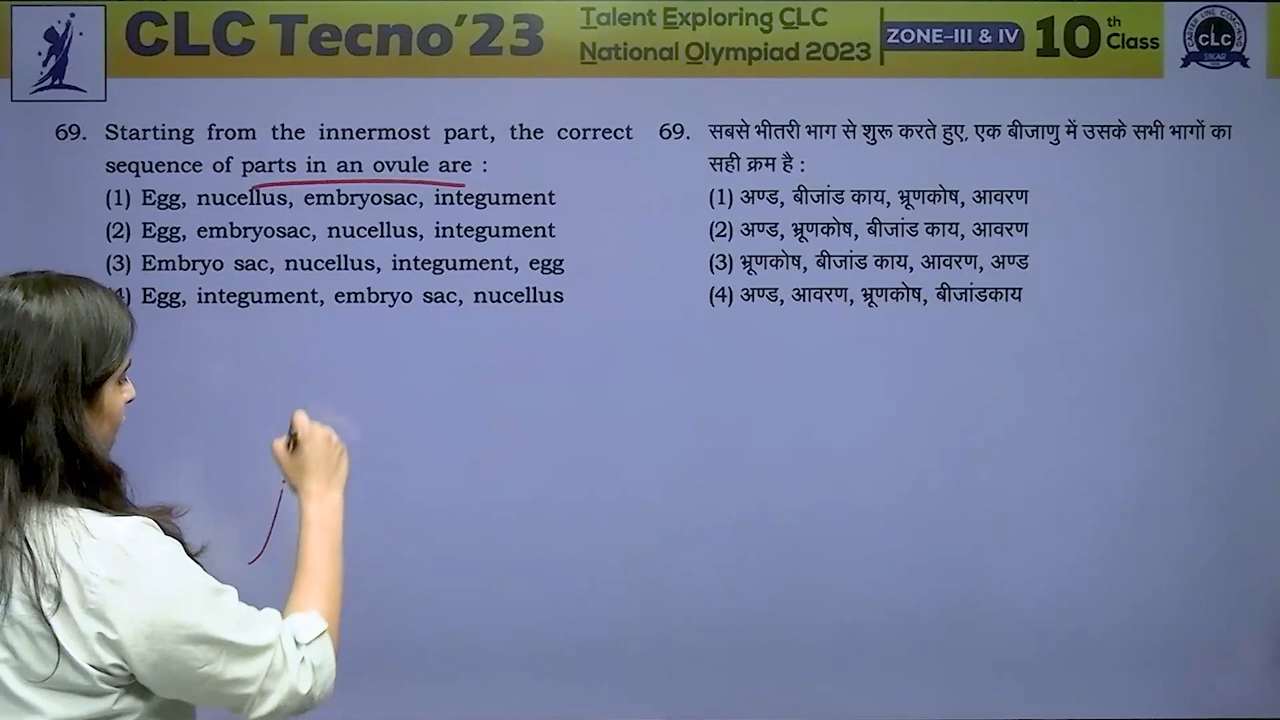 CLC Tecno'23
Talent Exploring CLC
National Olympiad 2023
ZONE–III & IV
10th Class
CLC
SIKAR
69. Starting from the innermost part, the correct
sequence of parts in an ovule are :
(1) Egg, nucellus, embryosac, integument
(2) Egg, embryosac, nucellus, integument
(3) Embryo sac, nucellus, integument, egg
) Egg, integument, embryo sac, nucellus
69. सबसे भीतरी भाग से शुरू करते हुए, एक बीजाणु में उसके सभी भागों का
सही क्रम है :
(1) अण्ड, बीजांड काय, भ्रूणकोष, आवरण
(2) अण्ड, भ्रूणकोष, बीजांड काय, आवरण
(3) भ्रूणकोष, बीजांड काय, आवरण, अण्ड
(4) अण्ड, आवरण, भ्रूणकोष, बीजांडकाय